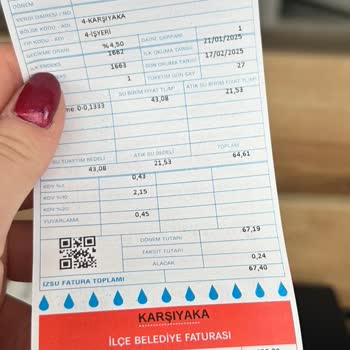 DÖNEM
VERGİ DAİRESİ / NO
BÖLGE KODU - ADI 4-KARŞIYAKA
TİP KODU - ADI 4-İŞYERİ
%4,50 DAİRE ÇARPANI 1
İLK ENDEKS 1662 İLK OKUMA TARİHİ 21/01/2025
1663 SON OKUMA TARİHİ 17/02/2025
1 TÜKETİM GÜN SAY 27
SU BİRİM FİYAT TL/M³ ATIK SU BİRİM FİYAT TL/M³
0-0,1333 43,08 21,53
SU TÜKETİM BEDELİ ATIK SU BEDELİ TOPLAMI
43,08 21,53 64,61
KDV %1 0,43
KDV %10 2,15
KDV %20
YUVARLAMA 0,45
DÖNEM TUTARI 67,19
TAKSİT TUTARI
ALACAK 0,24
İZSU FATURA TOPLAMI 67,40
KARŞIYAKA
İLÇE BELEDİYE FATURASI